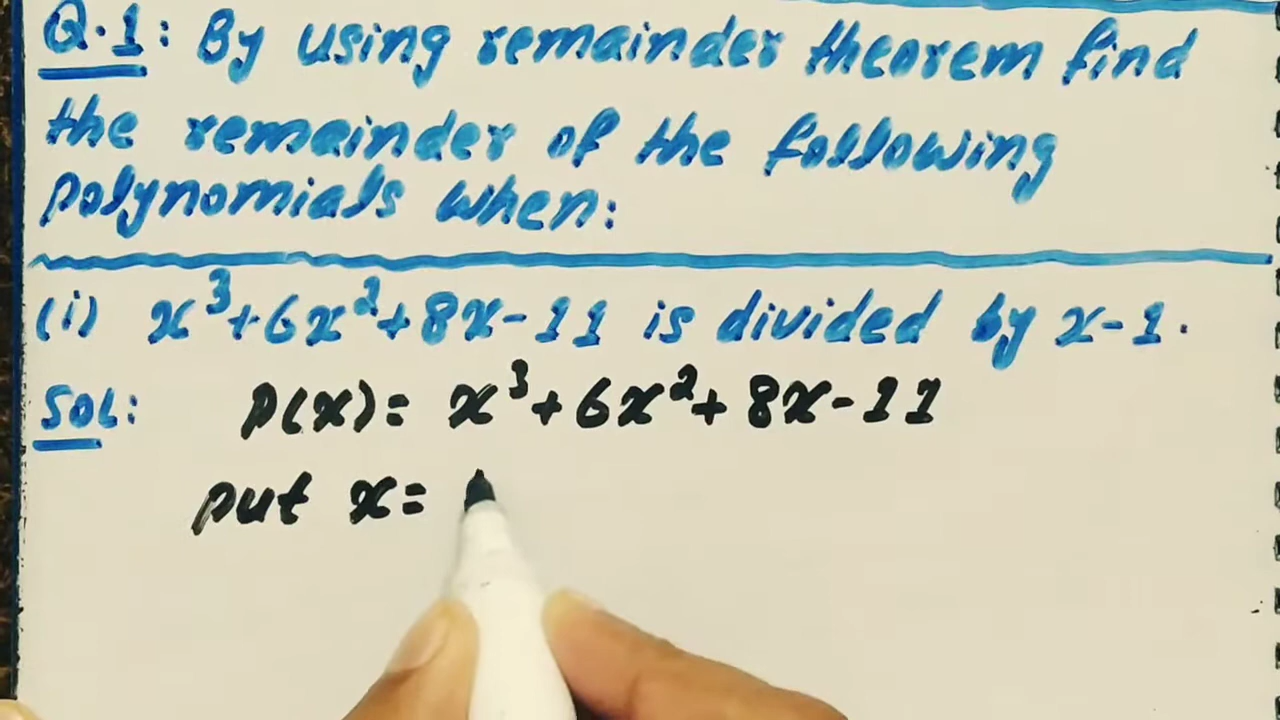 Q.1: By using remainder theorem find
the remainder of the following
polynomials when:
(i) x³+6x²+8x-11 is divided by x-1.
Sol: p(x)= x³+6x²+8x-11
put x=